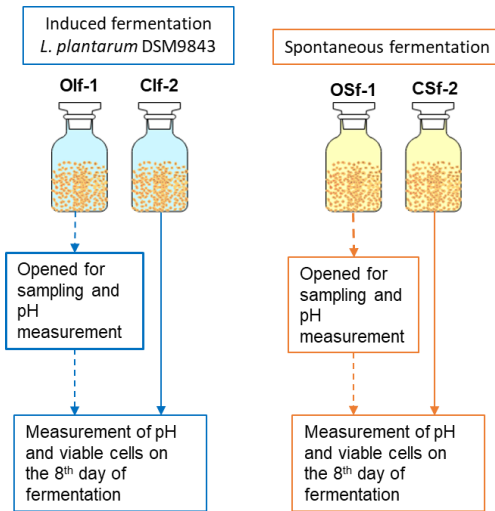 Induced fermentation
L. plantarum DSM9843
Spontaneous fermentation
OIf-1
CIf-2
OSf-1
CSf-2
Opened for
sampling and
pH
measurement
Opened for
sampling and
pH
measurement
Measurement of pH
and viable cells on
the 8th day of
fermentation
Measurement of pH
and viable cells on
the 8th day of
fermentation